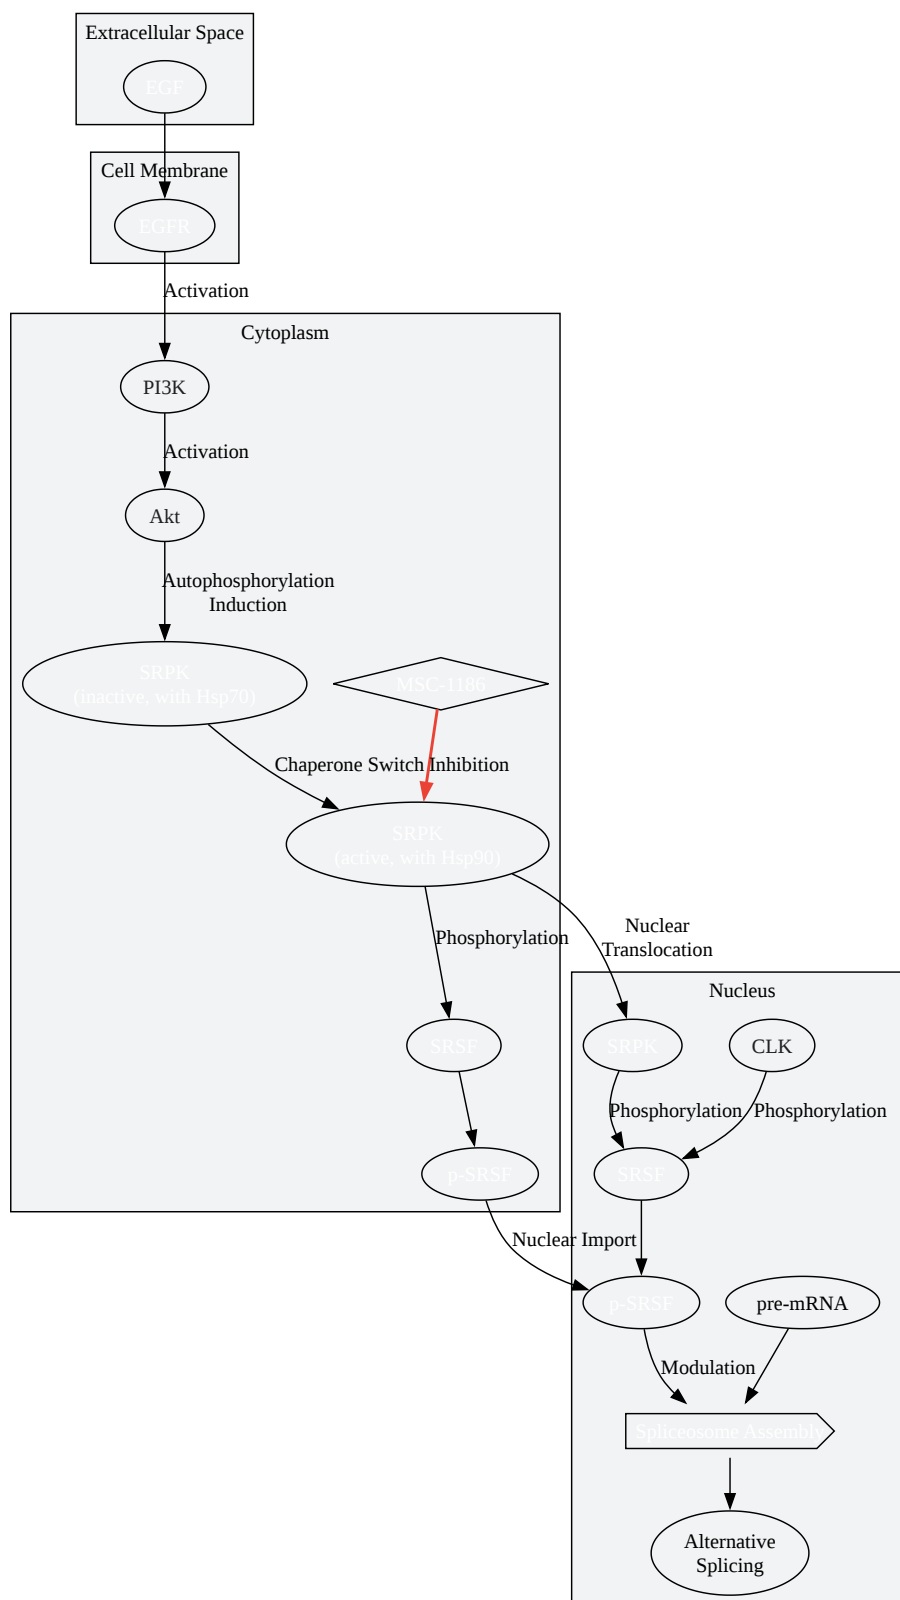 Extracellular Space
EGF
Cell Membrane
EGFR
Activation
Cytoplasm
PI3K
Activation
Akt
Autophosphorylation
Induction
SRPK
(inactive, with Hsp70)
MSC-1186
Chaperone Switch
Inhibition
SRPK
(active, with Hsp90)
Phosphorylation
Nuclear
Translocation
Nucleus
SRSF
SRPK
CLK
Phosphorylation
Phosphorylation
p-SRSF
SRSF
Nuclear Import
p-SRSF
pre-mRNA
Modulation
Spliceosome Assembly
Alternative
Splicing